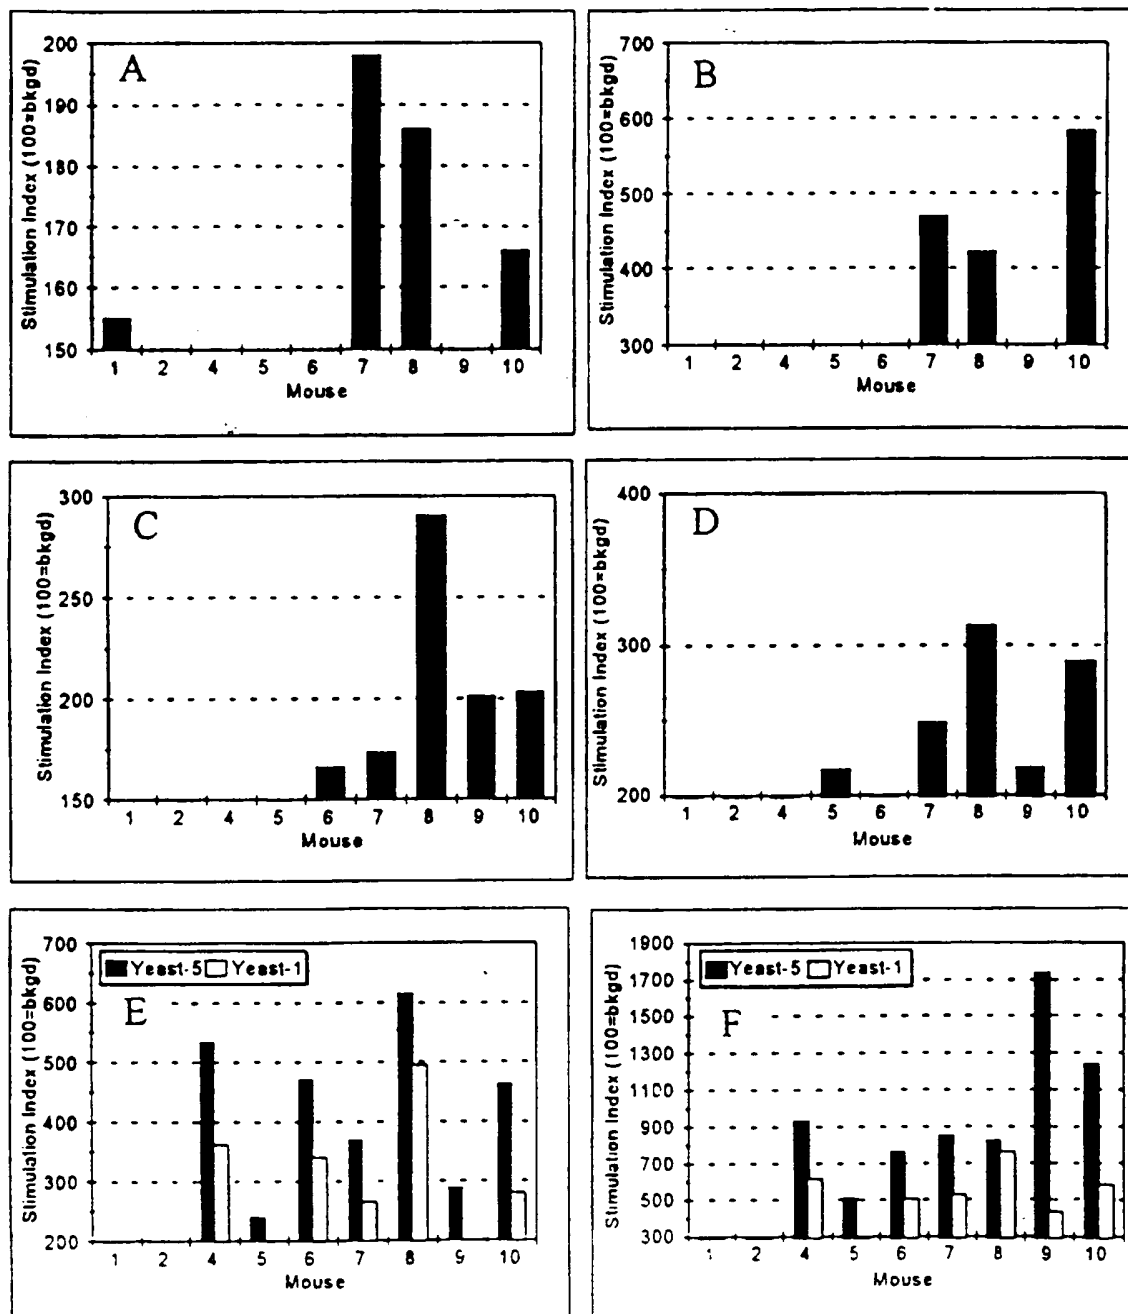 A
Stimulation Index (100=bkgd)
200
190
180
170
160
150
1 2 4 5 6 7 8 9 10
Mouse
B
Stimulation Index (100=bkgd)
700
600
500
400
300
1 2 4 5 6 7 8 9 10
Mouse
C
Stimulation Index (100=bkgd)
300
250
200
150
1 2 4 5 6 7 8 9 10
Mouse
D
Stimulation Index (100=bkgd)
400
300
200
1 2 4 5 6 7 8 9 10
Mouse
E
Yeast-5 Yeast-1
Stimulation Index (100=bkgd)
700
600
500
400
300
200
1 2 4 5 6 7 8 9 10
Mouse
F
Yeast-5 Yeast-1
Stimulation Index (100=bkgd)
1900
1700
1500
1300
1100
900
700
500
300
1 2 4 5 6 7 8 9 10
Mouse